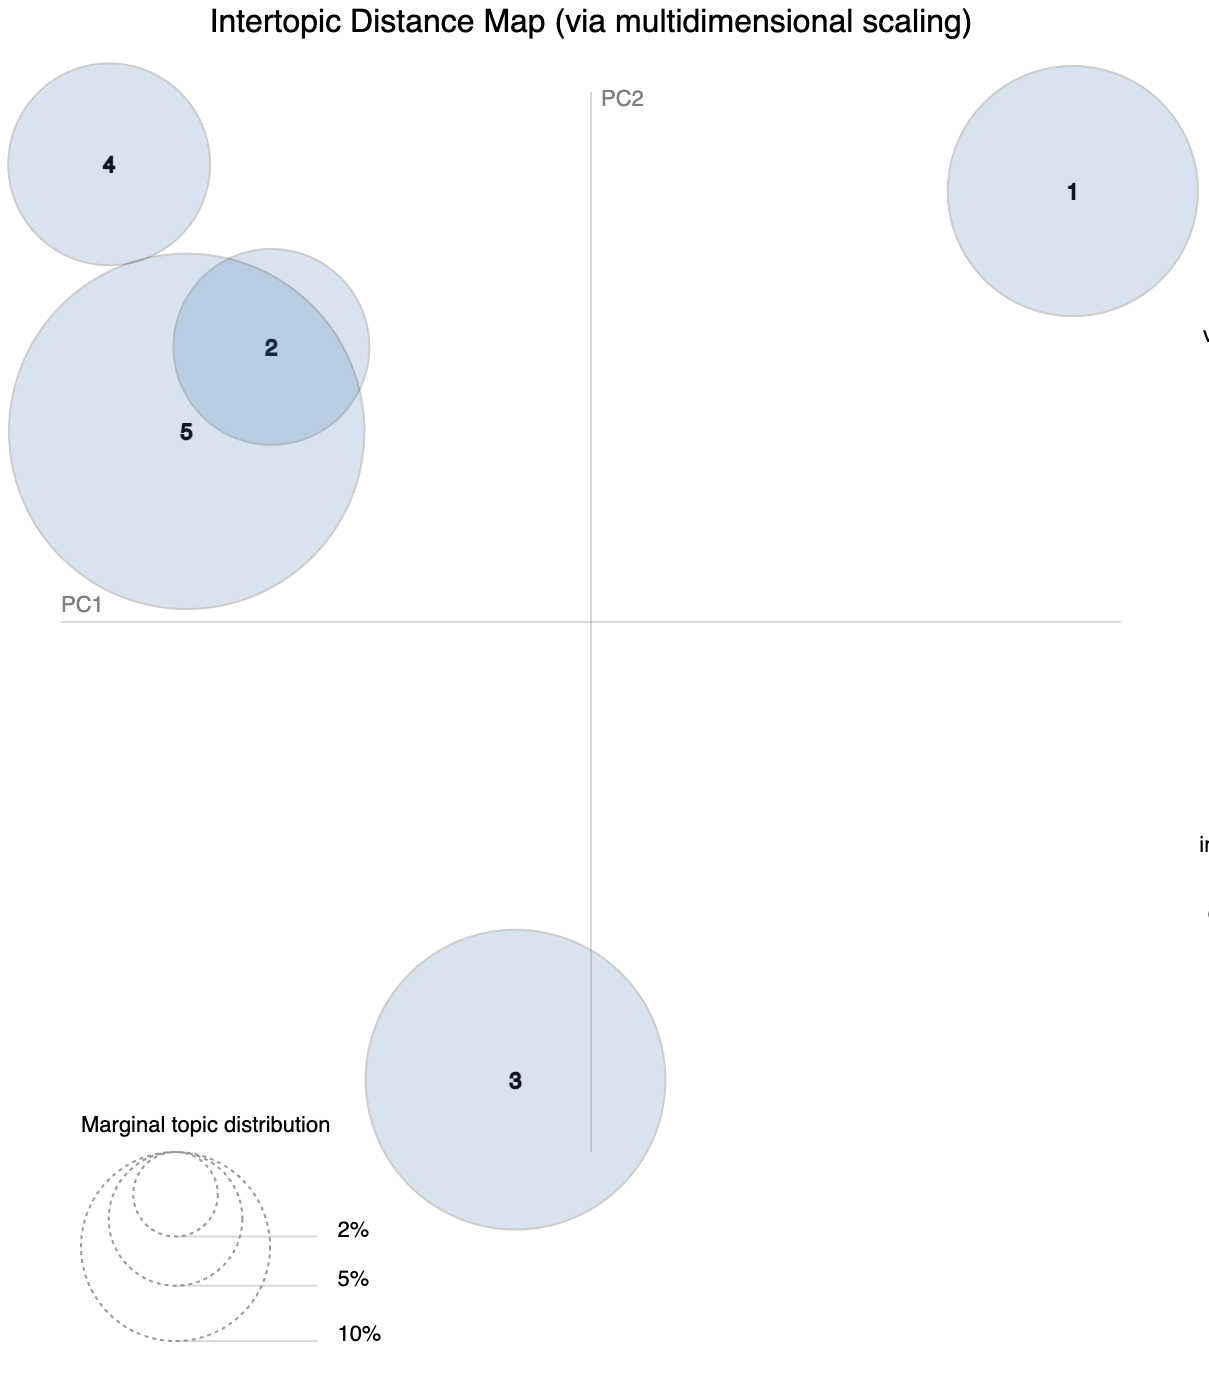 Intertopic Distance Map (via multidimensional scaling)
PC2
4
1
2
5
PC1
3
Marginal topic distribution
2%
5%
10%